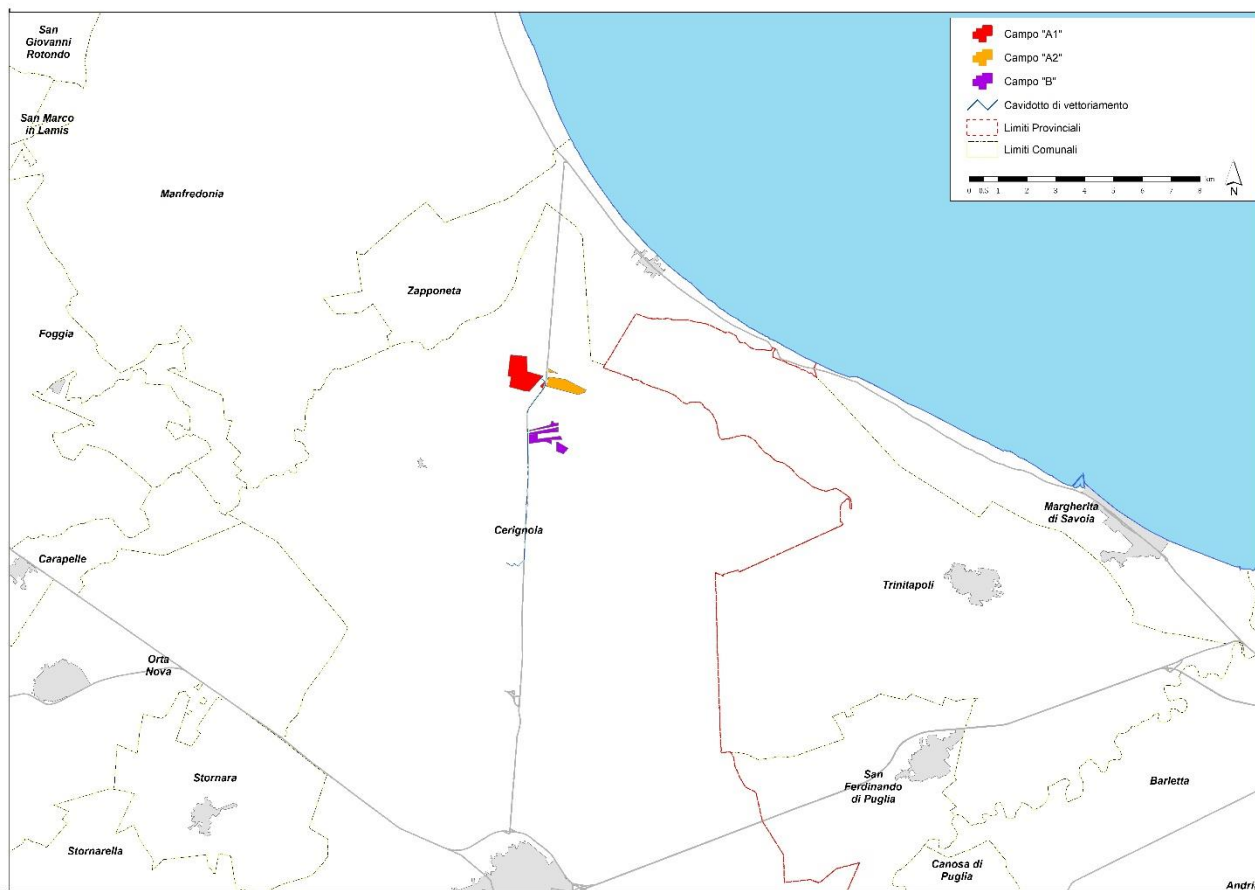 San
Giovanni
Rotondo
Campo "A1"
Campo "A2"
Campo "B"
Cavidotto di vettoriamento
Limiti Provinciali
Limiti Comunali
km
0 0.5 1 2 3 4 5 6 7 8
N
San Marco
in Lamis
Manfredonia
Zapponeta
Foggia
Cerignola
Margherita
di Savoia
Carapelle
Trinitapoli
Orta
Nova
Stornara
San
Ferdinando
di Puglia
Barletta
Stornarella
Canosa di
Puglia
Andri